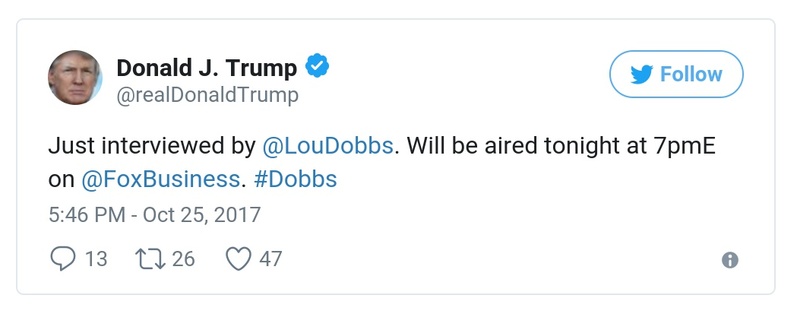 Donald J. Trump
@realDonaldTrump
Follow
Just interviewed by @LouDobbs. Will be aired tonight at 7pmE
on @FoxBusiness. #Dobbs
5:46 PM - Oct 25, 2017
13 26 47